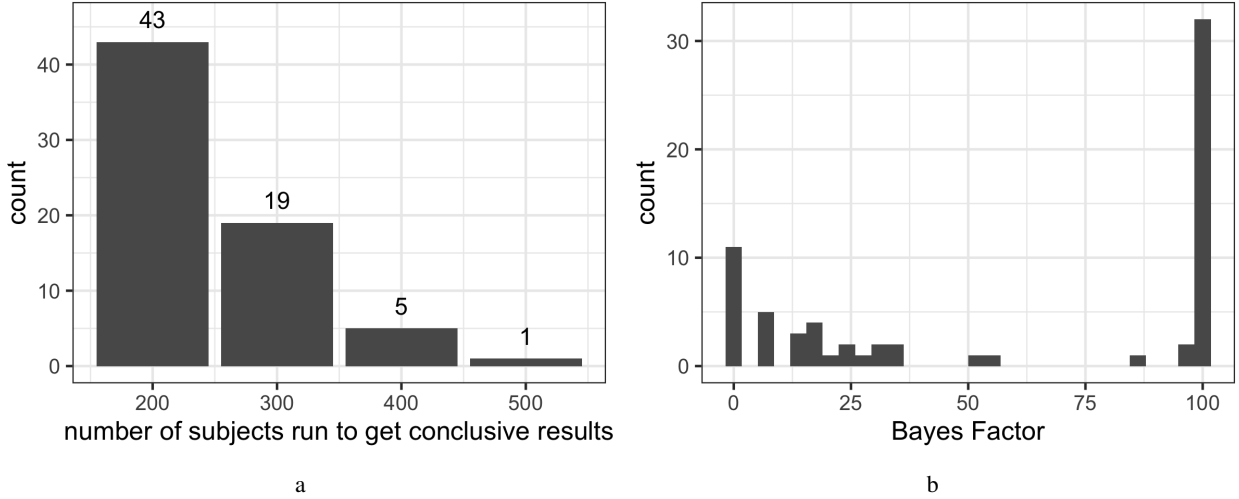 43
19
5
1
40
30
20
10
0
count
200 300 400 500
number of subjects run to get conclusive results
a
30
20
10
0
count
0 25 50 75 100
Bayes Factor
b